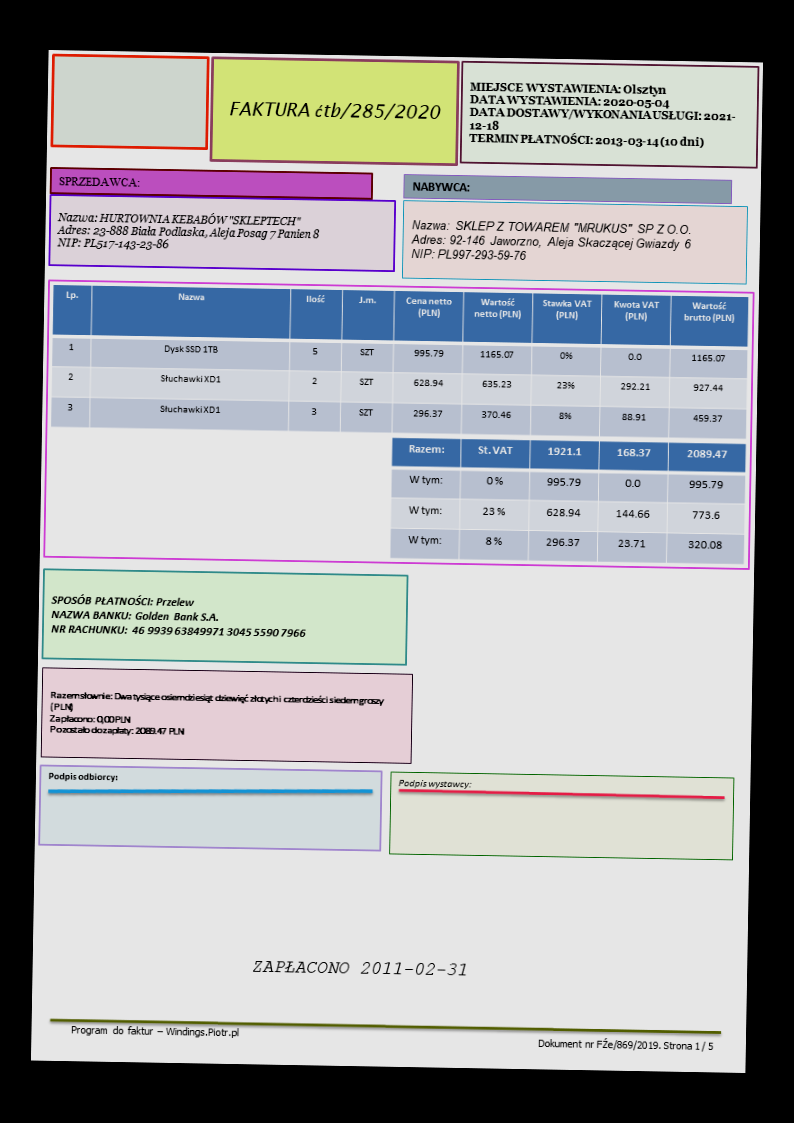 FAKTURA ćtb/285/2020
MIEJSCE WYSTAWIENIA: Olsztyn
DATA WYSTAWIENIA: 2020-05-04
DATA DOSTAWY/WYKONANIA USŁUGI: 2021-
12-18
TERMIN PŁATNOŚCI: 2013-03-14 (10 dni)
SPRZEDAWCA:
Nazwa: HURTOWNIA KEBABÓW "SKLEPTECH"
Adres: 23-888 Biała Podlaska, Aleja Posag 7 Panien 8
NIP: PL517-143-23-86
NABYWCA:
Nazwa: SKLEP Z TOWAREM "MRUKUS" SP Z O.O.
Adres: 92-146 Jaworzno, Aleja Skaczącej Gwiazdy 6
NIP: PL997-293-59-76
Lp. Nazwa Ilość J.m. Cena netto (PLN) Wartość netto (PLN) Stawka VAT (PLN) Kwota VAT (PLN) Wartość brutto (PLN)
1 Dysk SSD 1TB 5 SZT 995.79 1165.07 0% 0.0 1165.07
2 Słuchawki XD1 2 SZT 628.94 635.23 23% 292.21 927.44
3 Słuchawki XD1 3 SZT 296.37 370.46 8% 88.91 459.37
Razem: St. VAT 1921.1 168.37 2089.47
W tym: 0 % 995.79 0.0 995.79
W tym: 23 % 628.94 144.66 773.6
W tym: 8 % 296.37 23.71 320.08
SPOSÓB PŁATNOŚCI: Przelew
NAZWA BANKU: Golden Bank S.A.
NR RACHUNKU: 46 9939 63849971 3045 5590 7966
Razem słownie: Dwa tysiące osiemdziesiąt dziewięć złotych i czterdzieści siedem groszy
(PLN)
Zapłacono: 0,00 PLN
Pozostało do zapłaty: 2089.47 PLN
Podpis odbiorcy:
Podpis wystawcy:
ZAPŁACONO 2011-02-31
Program do faktur – Windings.Piotr.pl
Dokument nr FŹe/869/2019. Strona 1 / 5